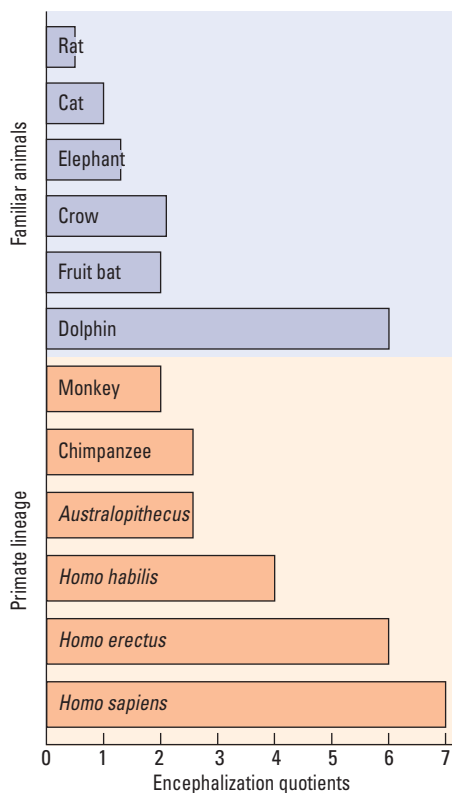 Familiar animals
Rat
Cat
Elephant
Crow
Fruit bat
Dolphin
Primate lineage
Monkey
Chimpanzee
Australopithecus
Homo habilis
Homo erectus
Homo sapiens
0 1 2 3 4 5 6 7
Encephalization quotients